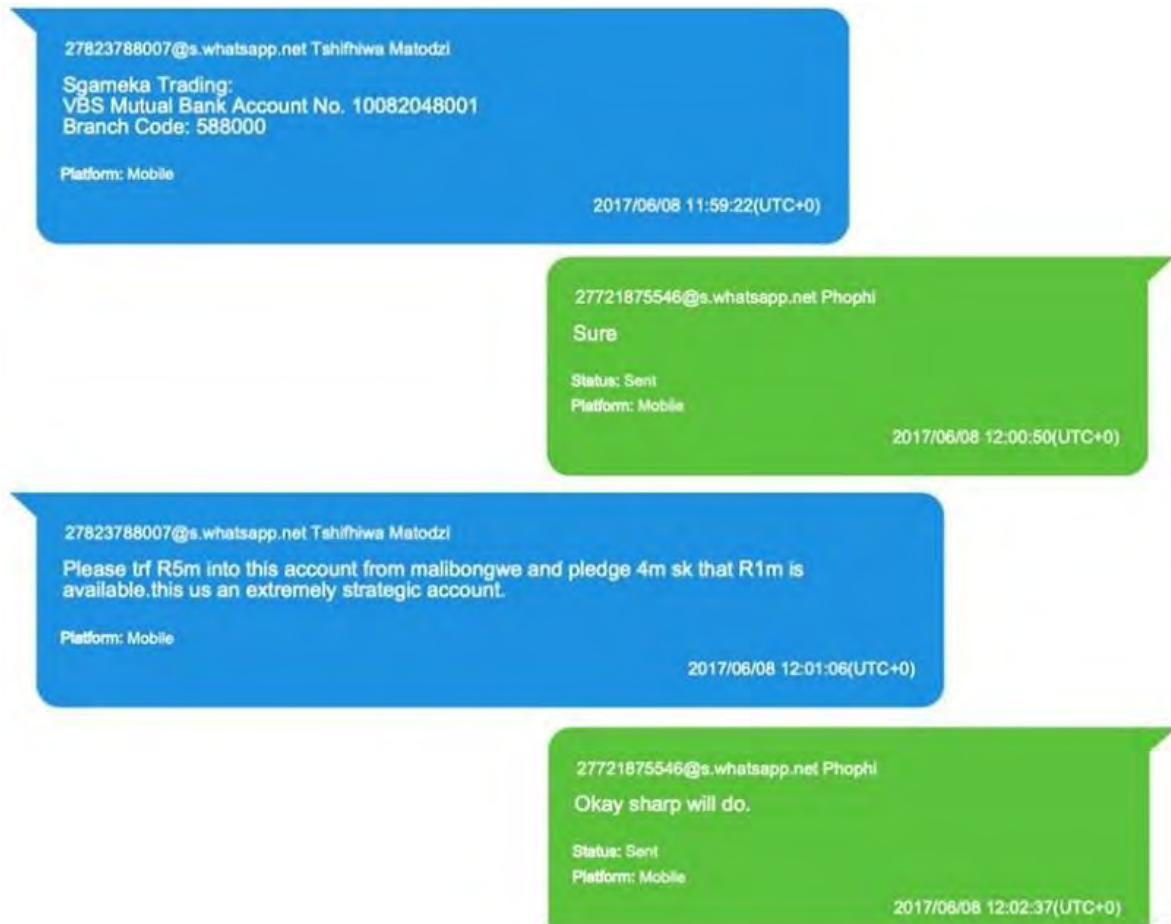 27823788007@s.whatsapp.net Tshifhiwa Matodzi
Sgameka Trading:
VBS Mutual Bank Account No. 10082048001
Branch Code: 588000
Platform: Mobile
2017/06/08 11:59:22(UTC+0)
27721875546@s.whatsapp.net Phophi
Sure
Status: Sent
Platform: Mobile
2017/06/08 12:00:50(UTC+0)
27823788007@s.whatsapp.net Tshifhiwa Matodzi
Please trf R5m into this account from malibongwe and pledge 4m sk that R1m is
available.this us an extremely strategic account.
Platform: Mobile
2017/06/08 12:01:06(UTC+0)
27721875546@s.whatsapp.net Phophi
Okay sharp will do.
Status: Sent
Platform: Mobile
2017/06/08 12:02:37(UTC+0)